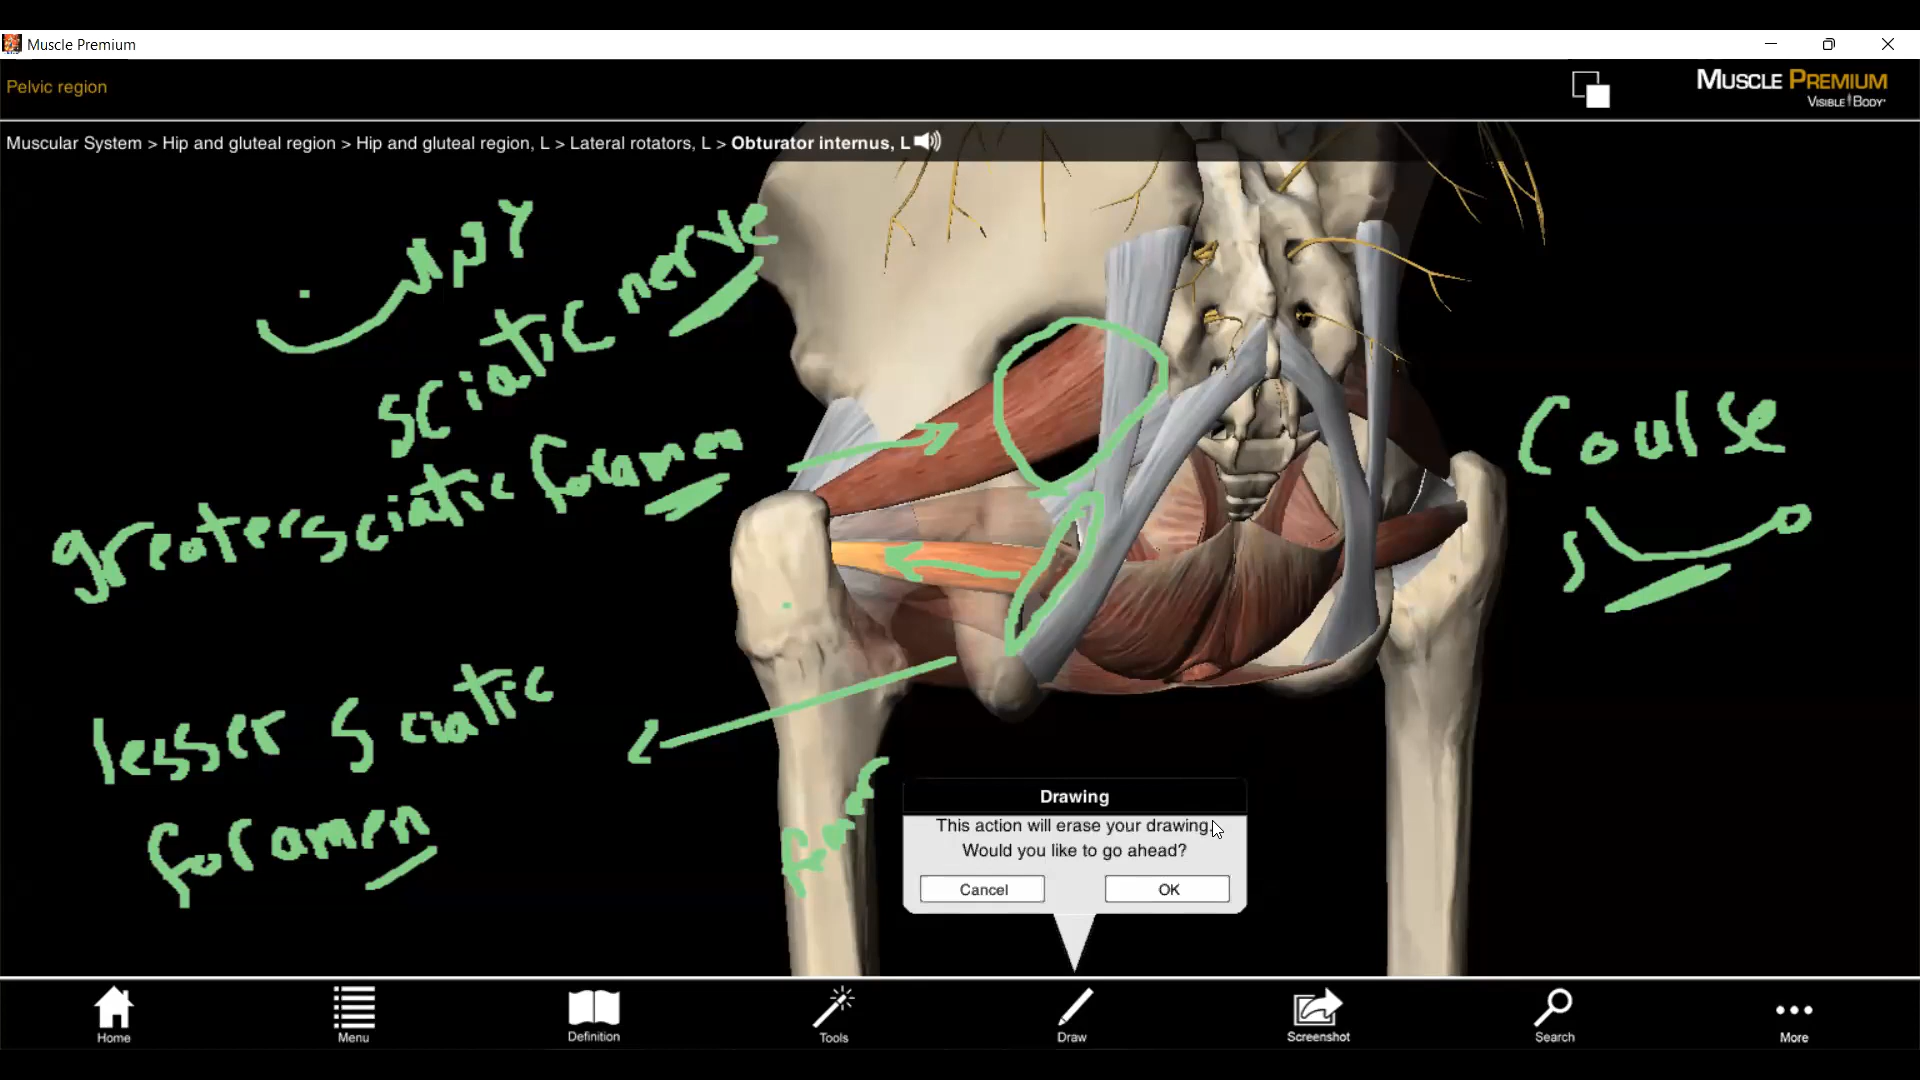 Muscle Premium
Pelvic region
MUSCLE PREMIUM
VISIBLE BODY
Muscular System > Hip and gluteal region > Hip and gluteal region, L > Lateral rotators, L > Obturator internus, L
sciatic nerve
greater sciatic foramen
Course
lesser sciatic
foramen
Drawing
This action will erase your drawing.
Would you like to go ahead?
Cancel
OK
Home
Menu
Definition
Tools
Draw
Screenshot
Search
More